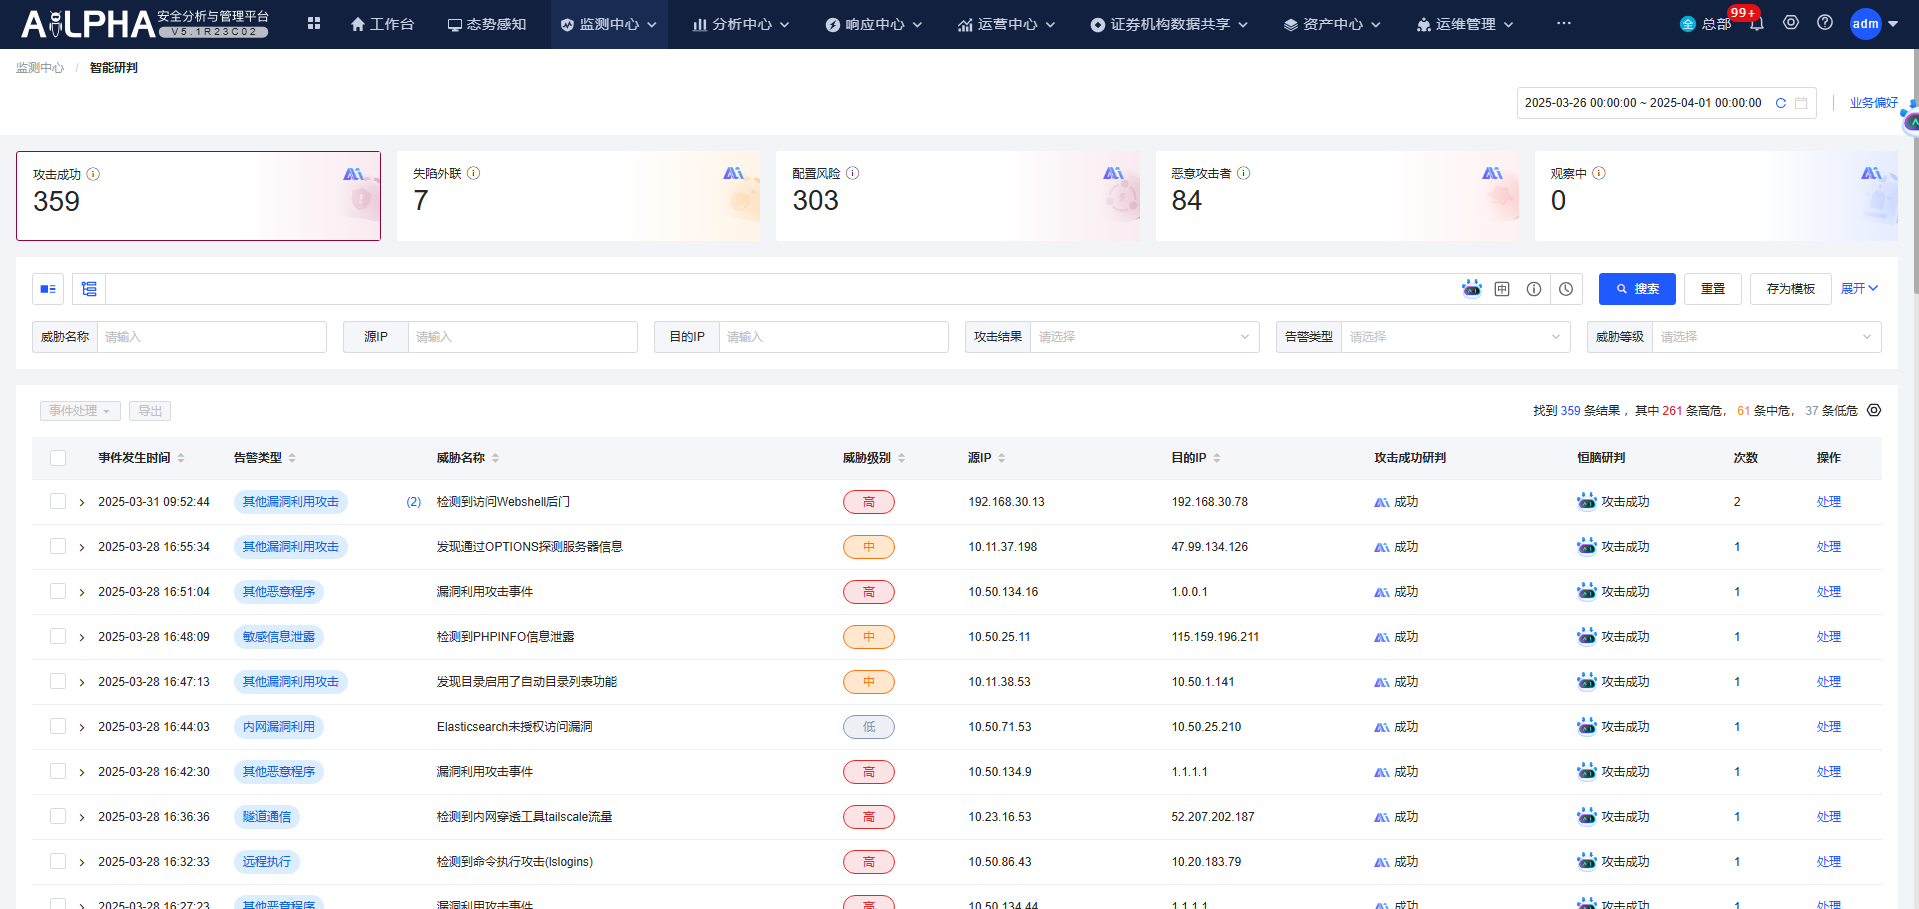 AiLPHA 安全分析与管理平台 V5.1R23C02 工作台 态势感知 监测中心 分析中心 响应中心 运营中心 证券机构数据共享 资产中心 运维管理 ··· 全 总部 99+ adm
监测中心 / 智能研判
2025-03-26 00:00:00 ~ 2025-04-01 00:00:00 业务偏好
攻击成功 失陷外联 配置风险 恶意攻击者 观察中
359 7 303 84 0
搜索 重置 存为模板 展开
威胁名称 请输入 源IP 请输入 目的IP 请输入 攻击结果 请选择 告警类型 请选择 威胁等级 请选择
事件处理 导出 找到 359 条结果，其中 261 条高危， 61 条中危， 37 条低危
事件发生时间 告警类型 威胁名称 威胁级别 源IP 目的IP 攻击成功研判 恒脑研判 次数 操作
2025-03-31 09:52:44 其他漏洞利用攻击 (2) 检测到访问Webshell后门 高 192.168.30.13 192.168.30.78 Ai 成功 攻击成功 2 处理
2025-03-28 16:55:34 其他漏洞利用攻击 发现通过OPTIONS探测服务器信息 中 10.11.37.198 47.99.134.126 Ai 成功 攻击成功 1 处理
2025-03-28 16:51:04 其他恶意程序 漏洞利用攻击事件 高 10.50.134.16 1.0.0.1 Ai 成功 攻击成功 1 处理
2025-03-28 16:48:09 敏感信息泄露 检测到PHPINFO信息泄露 中 10.50.25.11 115.159.196.211 Ai 成功 攻击成功 1 处理
2025-03-28 16:47:13 其他漏洞利用攻击 发现目录启用了自动目录列表功能 中 10.11.38.53 10.50.1.141 Ai 成功 攻击成功 1 处理
2025-03-28 16:44:03 内网漏洞利用 Elasticsearch未授权访问漏洞 低 10.50.71.53 10.50.25.210 Ai 成功 攻击成功 1 处理
2025-03-28 16:42:30 其他恶意程序 漏洞利用攻击事件 高 10.50.134.9 1.1.1.1 Ai 成功 攻击成功 1 处理
2025-03-28 16:36:36 隧道通信 检测到内网穿透工具tailscale流量 高 10.23.16.53 52.207.202.187 Ai 成功 攻击成功 1 处理
2025-03-28 16:32:33 远程执行 检测到命令执行攻击(lslogins) 高 10.50.86.43 10.20.183.79 Ai 成功 攻击成功 1 处理
2025-03-28 16:27:23 其他恶意程序 漏洞利用攻击事件 高 10.50.134.44 1.1.1.1 Ai 成功 攻击成功 1 处理